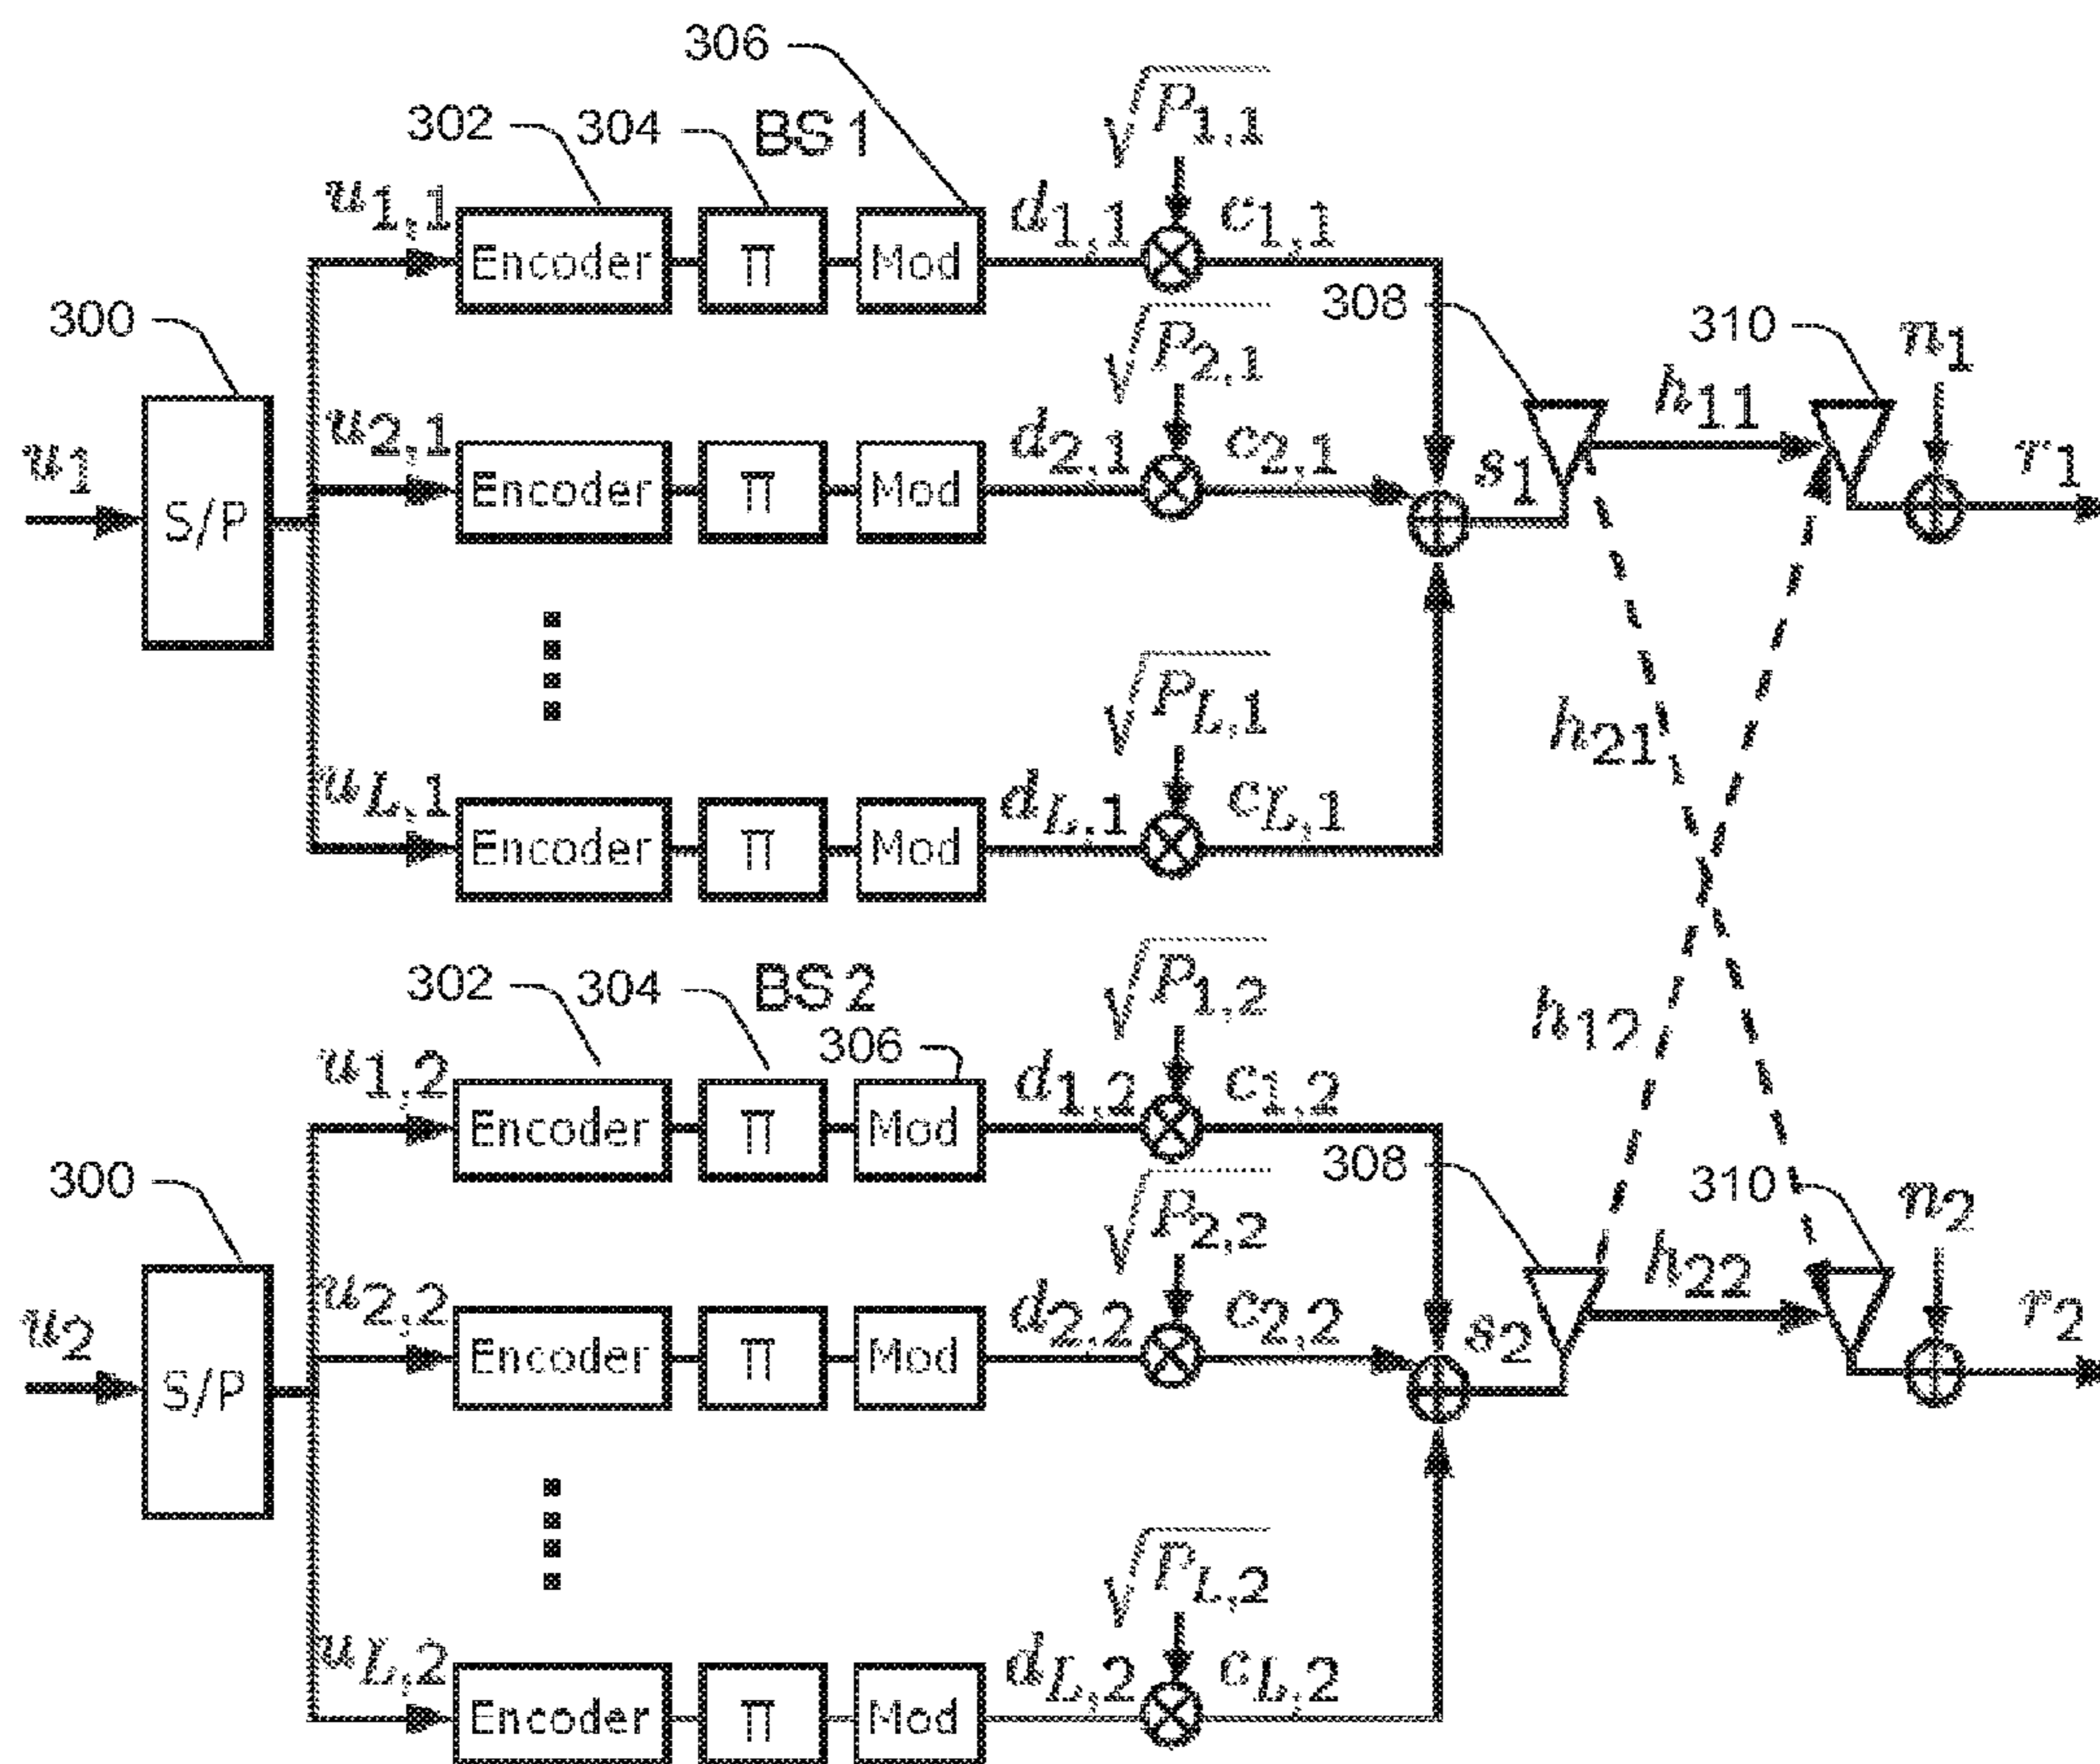 306
√P1,1
302
304
BS1
u1,1
Encoder
π
Mod
d1,1
c1,1
300
308
310
n1
√P2,1
h11
u1
S/P
u2,1
Encoder
π
Mod
d2,1
c2,1
s1
r1
√PL,1
h21
uL,1
Encoder
π
Mod
dL,1
cL,1
√P1,2
302
304
BS2
306
h12
u1,2
Encoder
π
Mod
d1,2
c1,2
300
308
310
n2
√P2,2
h22
u2
S/P
u2,2
Encoder
π
Mod
d2,2
c2,2
s2
r2
√PL,2
uL,2
Encoder
π
Mod
dL,2
cL,2